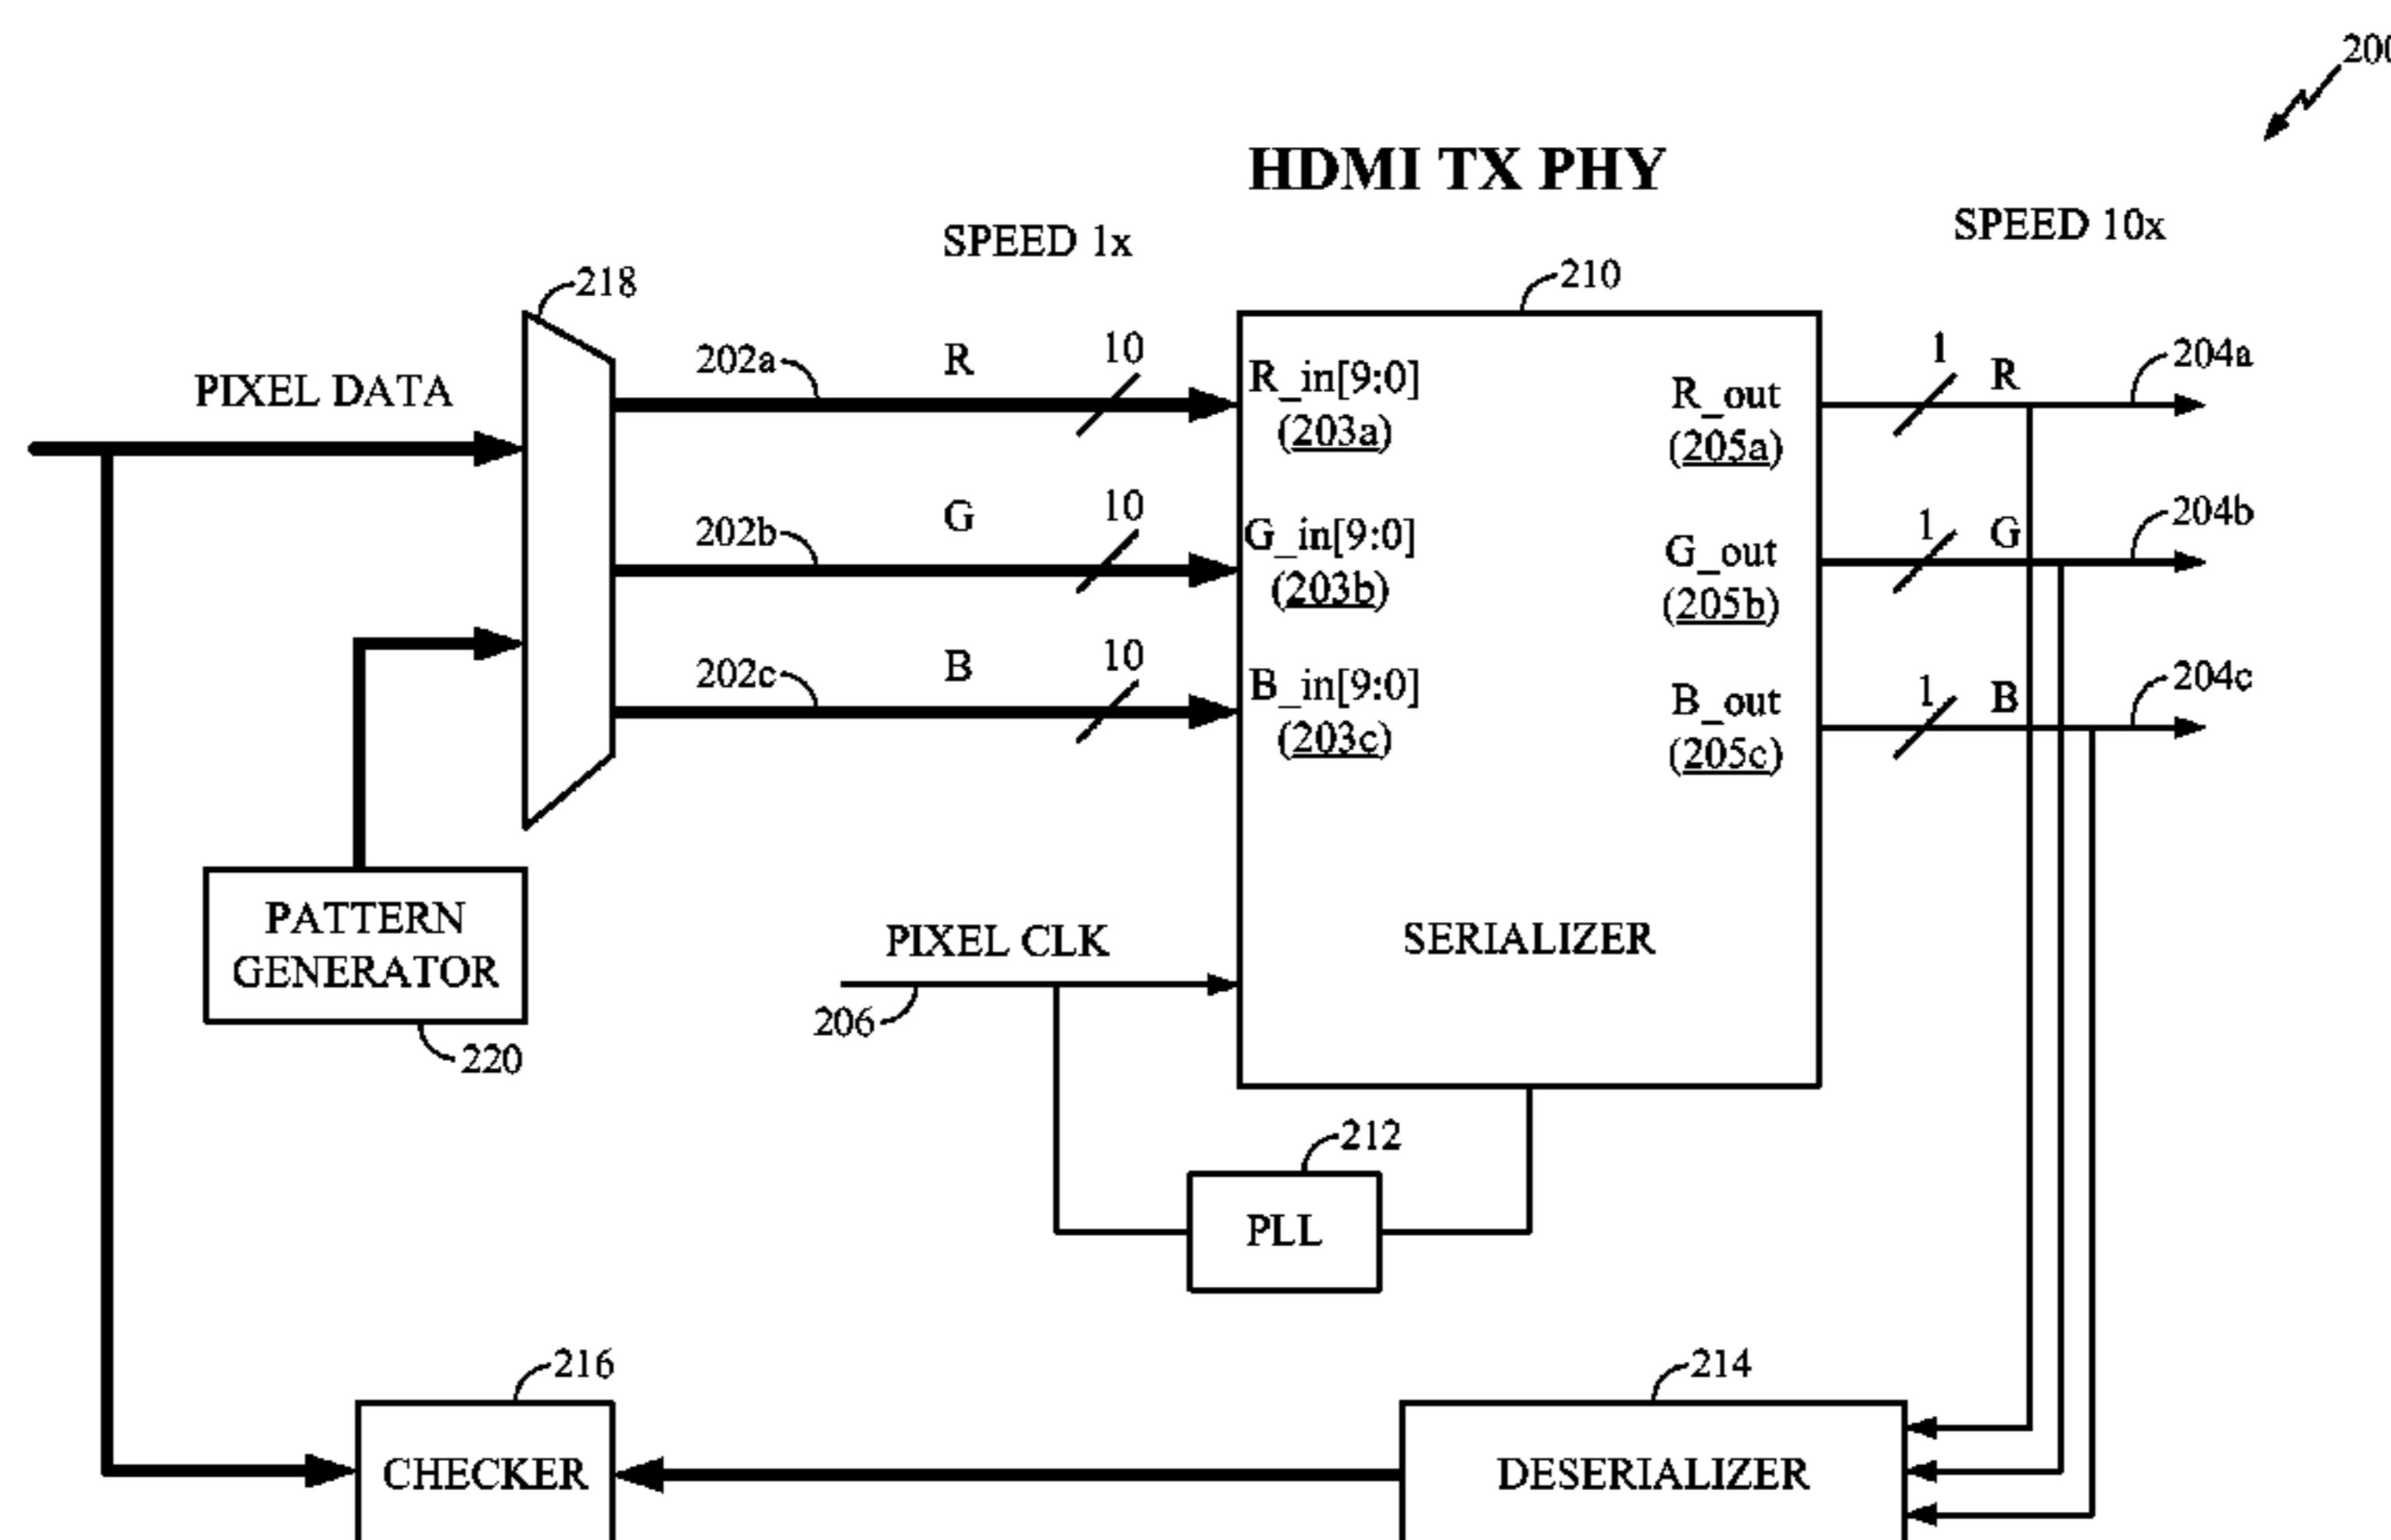 200
HDMI TX PHY
SPEED 1x
SPEED 10x
218
210
PIXEL DATA
202a
R
10
R_in[9:0]
(203a)
R_out
(205a)
1
R
204a
202b
G
10
G_in[9:0]
(203b)
G_out
(205b)
1
G
204b
202c
B
10
B_in[9:0]
(203c)
B_out
(205c)
1
B
204c
PATTERN
GENERATOR
220
PIXEL CLK
206
SERIALIZER
212
PLL
216
CHECKER
214
DESERIALIZER